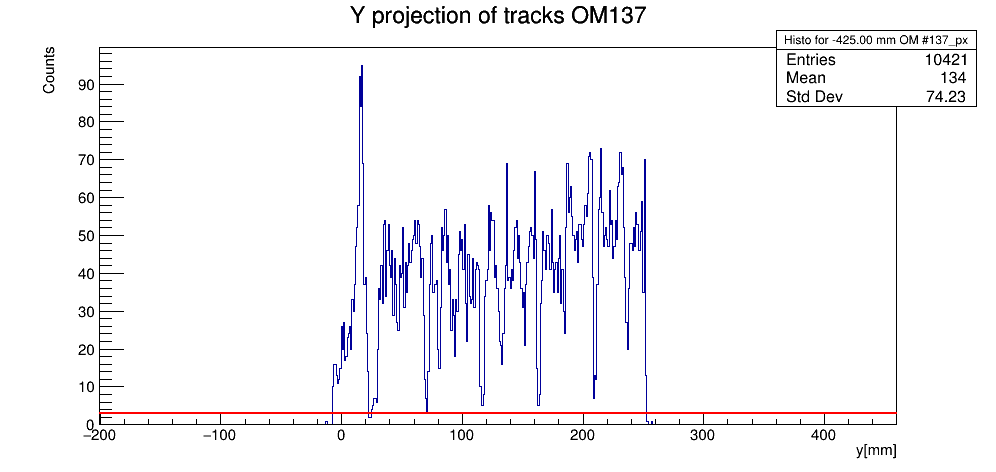 Y projection of tracks OM137
Histo for -425.00 mm OM #137_px
Entries 10421
Mean 134
Std Dev 74.23
Counts
90
80
70
60
50
40
30
20
10
0
−200 −100 0 100 200 300 400
y[mm]